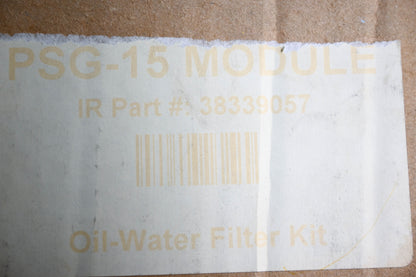 PSG-15 MODULE
IR Part #: 38339057
Oil-Water Filter Kit